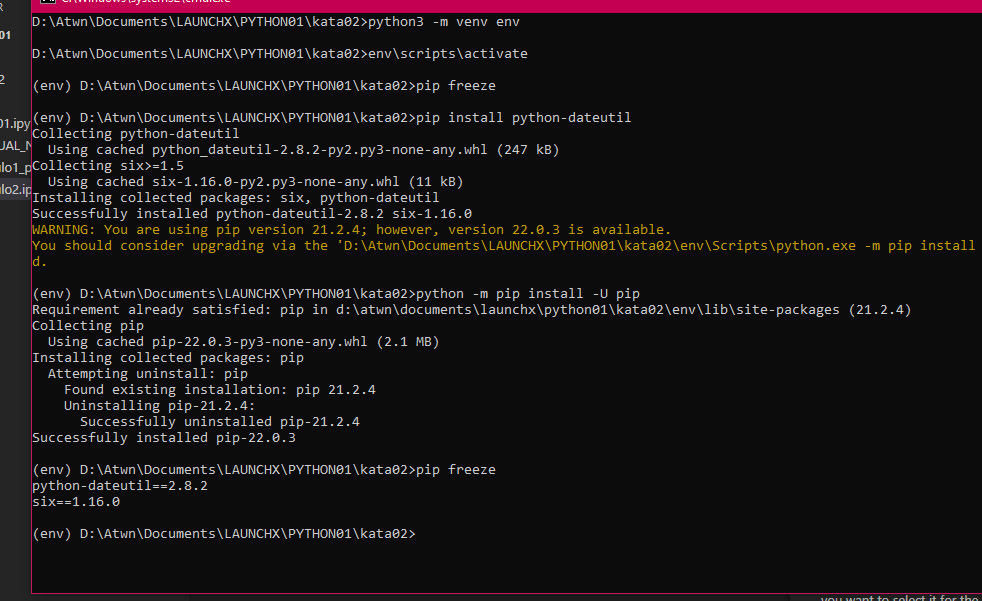 01
2
01.ipy
UAL_N
lo1_p
lo2.ip
D:\Atwn\Documents\LAUNCHX\PYTHON01\kata02>python3 -m venv env
D:\Atwn\Documents\LAUNCHX\PYTHON01\kata02>env\scripts\activate
(env) D:\Atwn\Documents\LAUNCHX\PYTHON01\kata02>pip freeze
(env) D:\Atwn\Documents\LAUNCHX\PYTHON01\kata02>pip install python-dateutil
Collecting python-dateutil
  Using cached python_dateutil-2.8.2-py2.py3-none-any.whl (247 kB)
Collecting six>=1.5
  Using cached six-1.16.0-py2.py3-none-any.whl (11 kB)
Installing collected packages: six, python-dateutil
Successfully installed python-dateutil-2.8.2 six-1.16.0
WARNING: You are using pip version 21.2.4; however, version 22.0.3 is available.
You should consider upgrading via the 'D:\Atwn\Documents\LAUNCHX\PYTHON01\kata02\env\Scripts\python.exe -m pip install
d.
(env) D:\Atwn\Documents\LAUNCHX\PYTHON01\kata02>python -m pip install -U pip
Requirement already satisfied: pip in d:\atwn\documents\launchx\python01\kata02\env\lib\site-packages (21.2.4)
Collecting pip
  Using cached pip-22.0.3-py3-none-any.whl (2.1 MB)
Installing collected packages: pip
  Attempting uninstall: pip
    Found existing installation: pip 21.2.4
    Uninstalling pip-21.2.4:
      Successfully uninstalled pip-21.2.4
Successfully installed pip-22.0.3
(env) D:\Atwn\Documents\LAUNCHX\PYTHON01\kata02>pip freeze
python-dateutil==2.8.2
six==1.16.0
(env) D:\Atwn\Documents\LAUNCHX\PYTHON01\kata02>
you want to select it for the